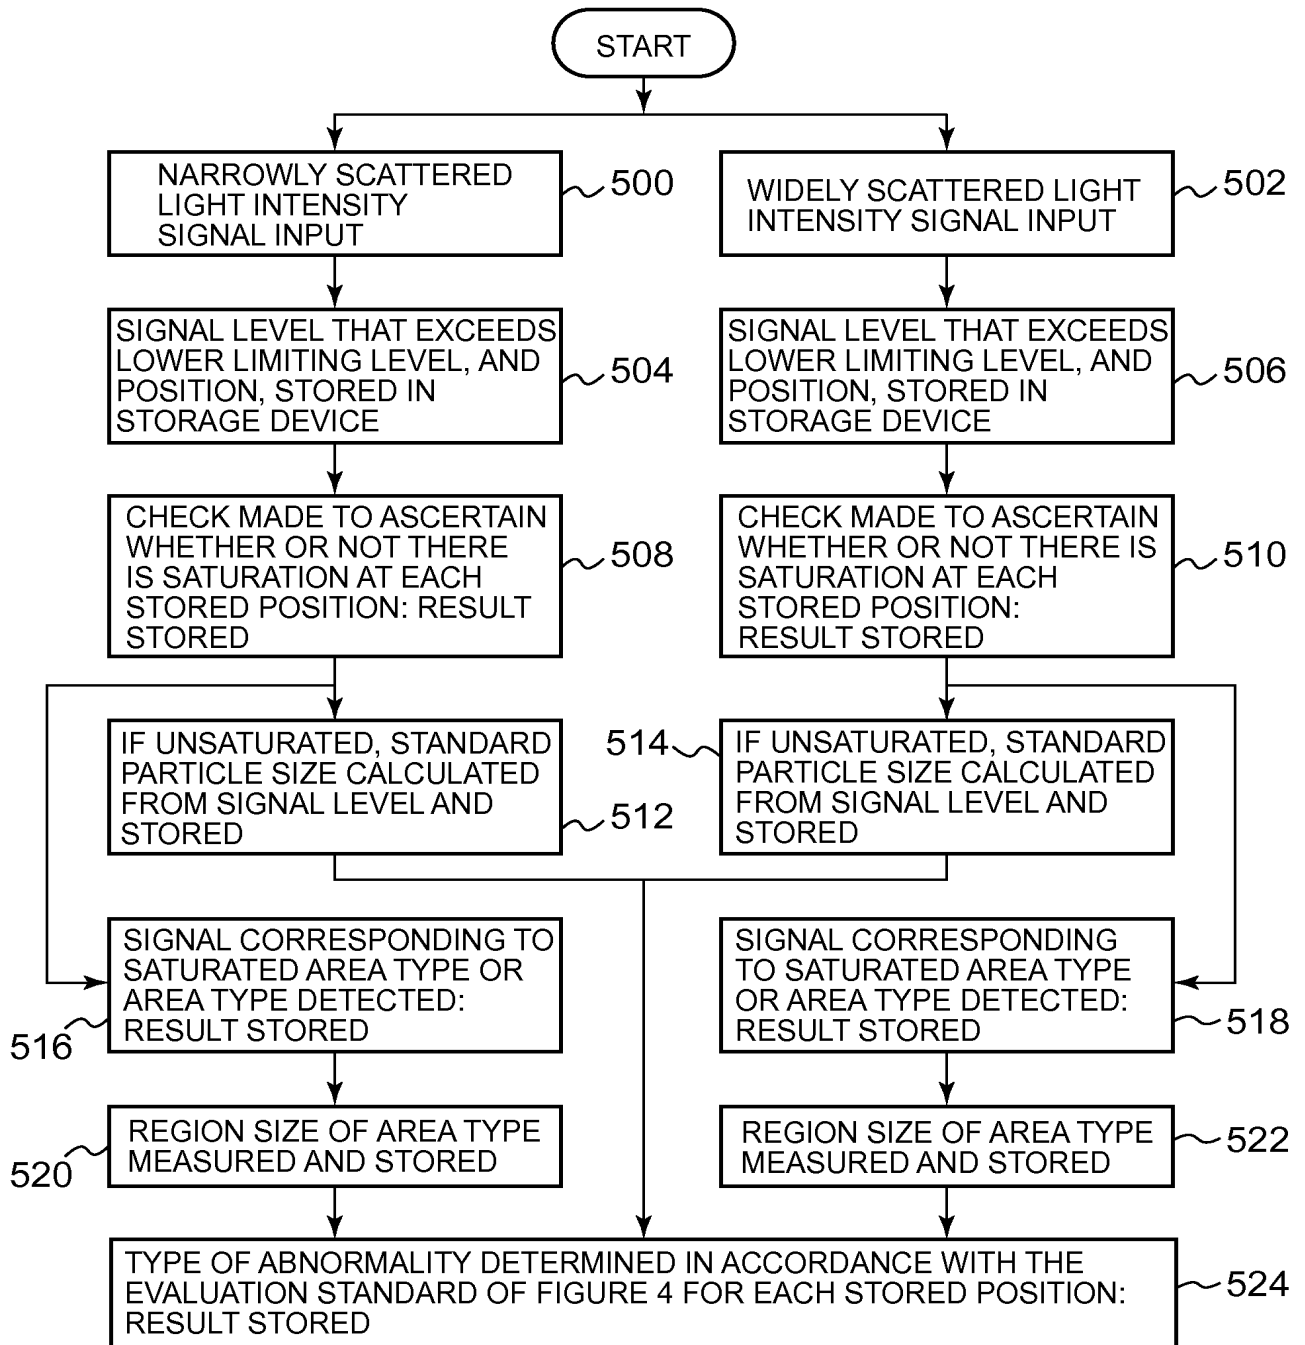 START
NARROWLY SCATTERED
LIGHT INTENSITY
SIGNAL INPUT
500
WIDELY SCATTERED LIGHT
INTENSITY SIGNAL INPUT
502
SIGNAL LEVEL THAT EXCEEDS
LOWER LIMITING LEVEL, AND
POSITION, STORED IN
STORAGE DEVICE
504
SIGNAL LEVEL THAT EXCEEDS
LOWER LIMITING LEVEL, AND
POSITION, STORED IN
STORAGE DEVICE
506
CHECK MADE TO ASCERTAIN
WHETHER OR NOT THERE
IS SATURATION AT EACH
STORED POSITION: RESULT
STORED
508
CHECK MADE TO ASCERTAIN
WHETHER OR NOT THERE IS
SATURATION AT EACH
STORED POSITION:
RESULT STORED
510
IF UNSATURATED, STANDARD
PARTICLE SIZE CALCULATED
FROM SIGNAL LEVEL AND
STORED
512
514
IF UNSATURATED, STANDARD
PARTICLE SIZE CALCULATED
FROM SIGNAL LEVEL AND
STORED
SIGNAL CORRESPONDING TO
SATURATED AREA TYPE OR
AREA TYPE DETECTED:
RESULT STORED
516
SIGNAL CORRESPONDING
TO SATURATED AREA TYPE
OR AREA TYPE DETECTED:
RESULT STORED
518
REGION SIZE OF AREA TYPE
MEASURED AND STORED
520
REGION SIZE OF AREA TYPE
MEASURED AND STORED
522
TYPE OF ABNORMALITY DETERMINED IN ACCORDANCE WITH THE
EVALUATION STANDARD OF FIGURE 4 FOR EACH STORED POSITION:
RESULT STORED
524